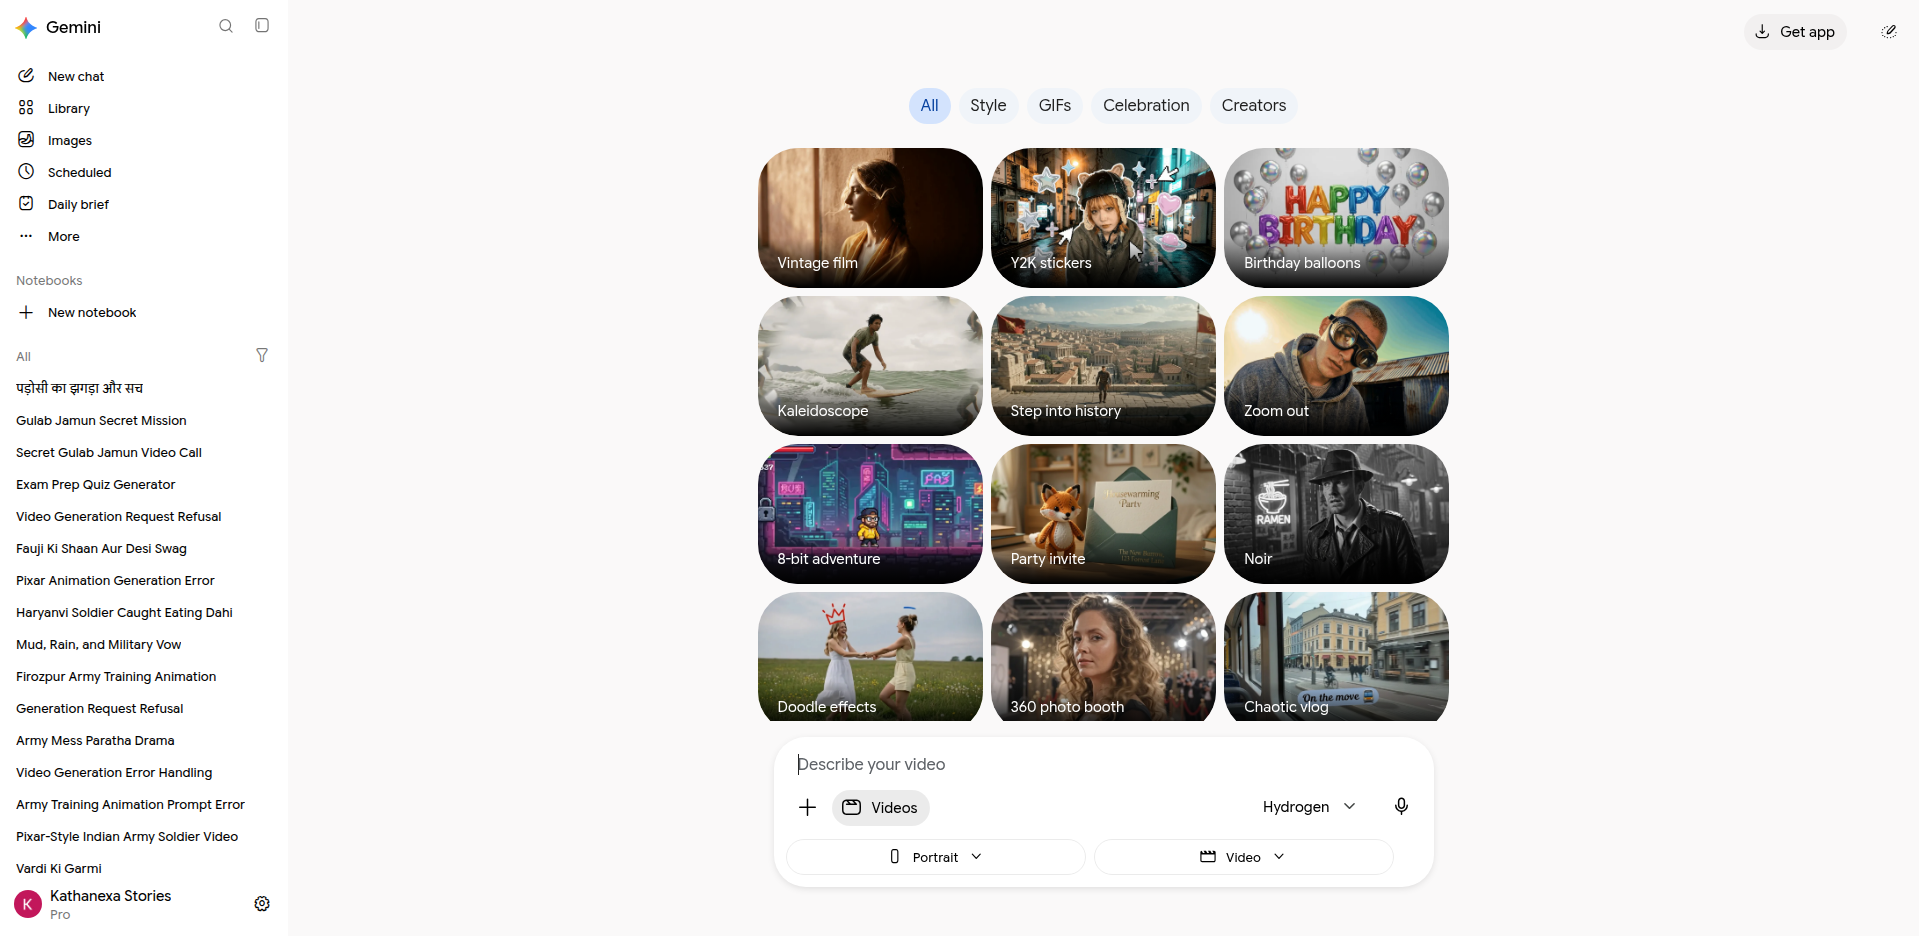 Gemini
New chat
Library
Images
Scheduled
Daily brief
More
Notebooks
New notebook
All
पड़ोसी का झगड़ा और सच
Gulab Jamun Secret Mission
Secret Gulab Jamun Video Call
Exam Prep Quiz Generator
Video Generation Request Refusal
Fauji Ki Shaan Aur Desi Swag
Pixar Animation Generation Error
Haryanvi Soldier Caught Eating Dahi
Mud, Rain, and Military Vow
Firozpur Army Training Animation
Generation Request Refusal
Army Mess Paratha Drama
Video Generation Error Handling
Army Training Animation Prompt Error
Pixar-Style Indian Army Soldier Video
Vardi Ki Garmi
K
Kathanexa Stories
Pro
Get app
All Style GIFs Celebration Creators
Vintage film
Y2K stickers
HAPPY
BIRTHDAY
Birthday balloons
Kaleidoscope
Step into history
Zoom out
8-bit adventure
Party
Party invite
RAMEN
Noir
Doodle effects
360 photo booth
On the move
Chaotic vlog
Describe your video
Videos
Hydrogen
Portrait
Video